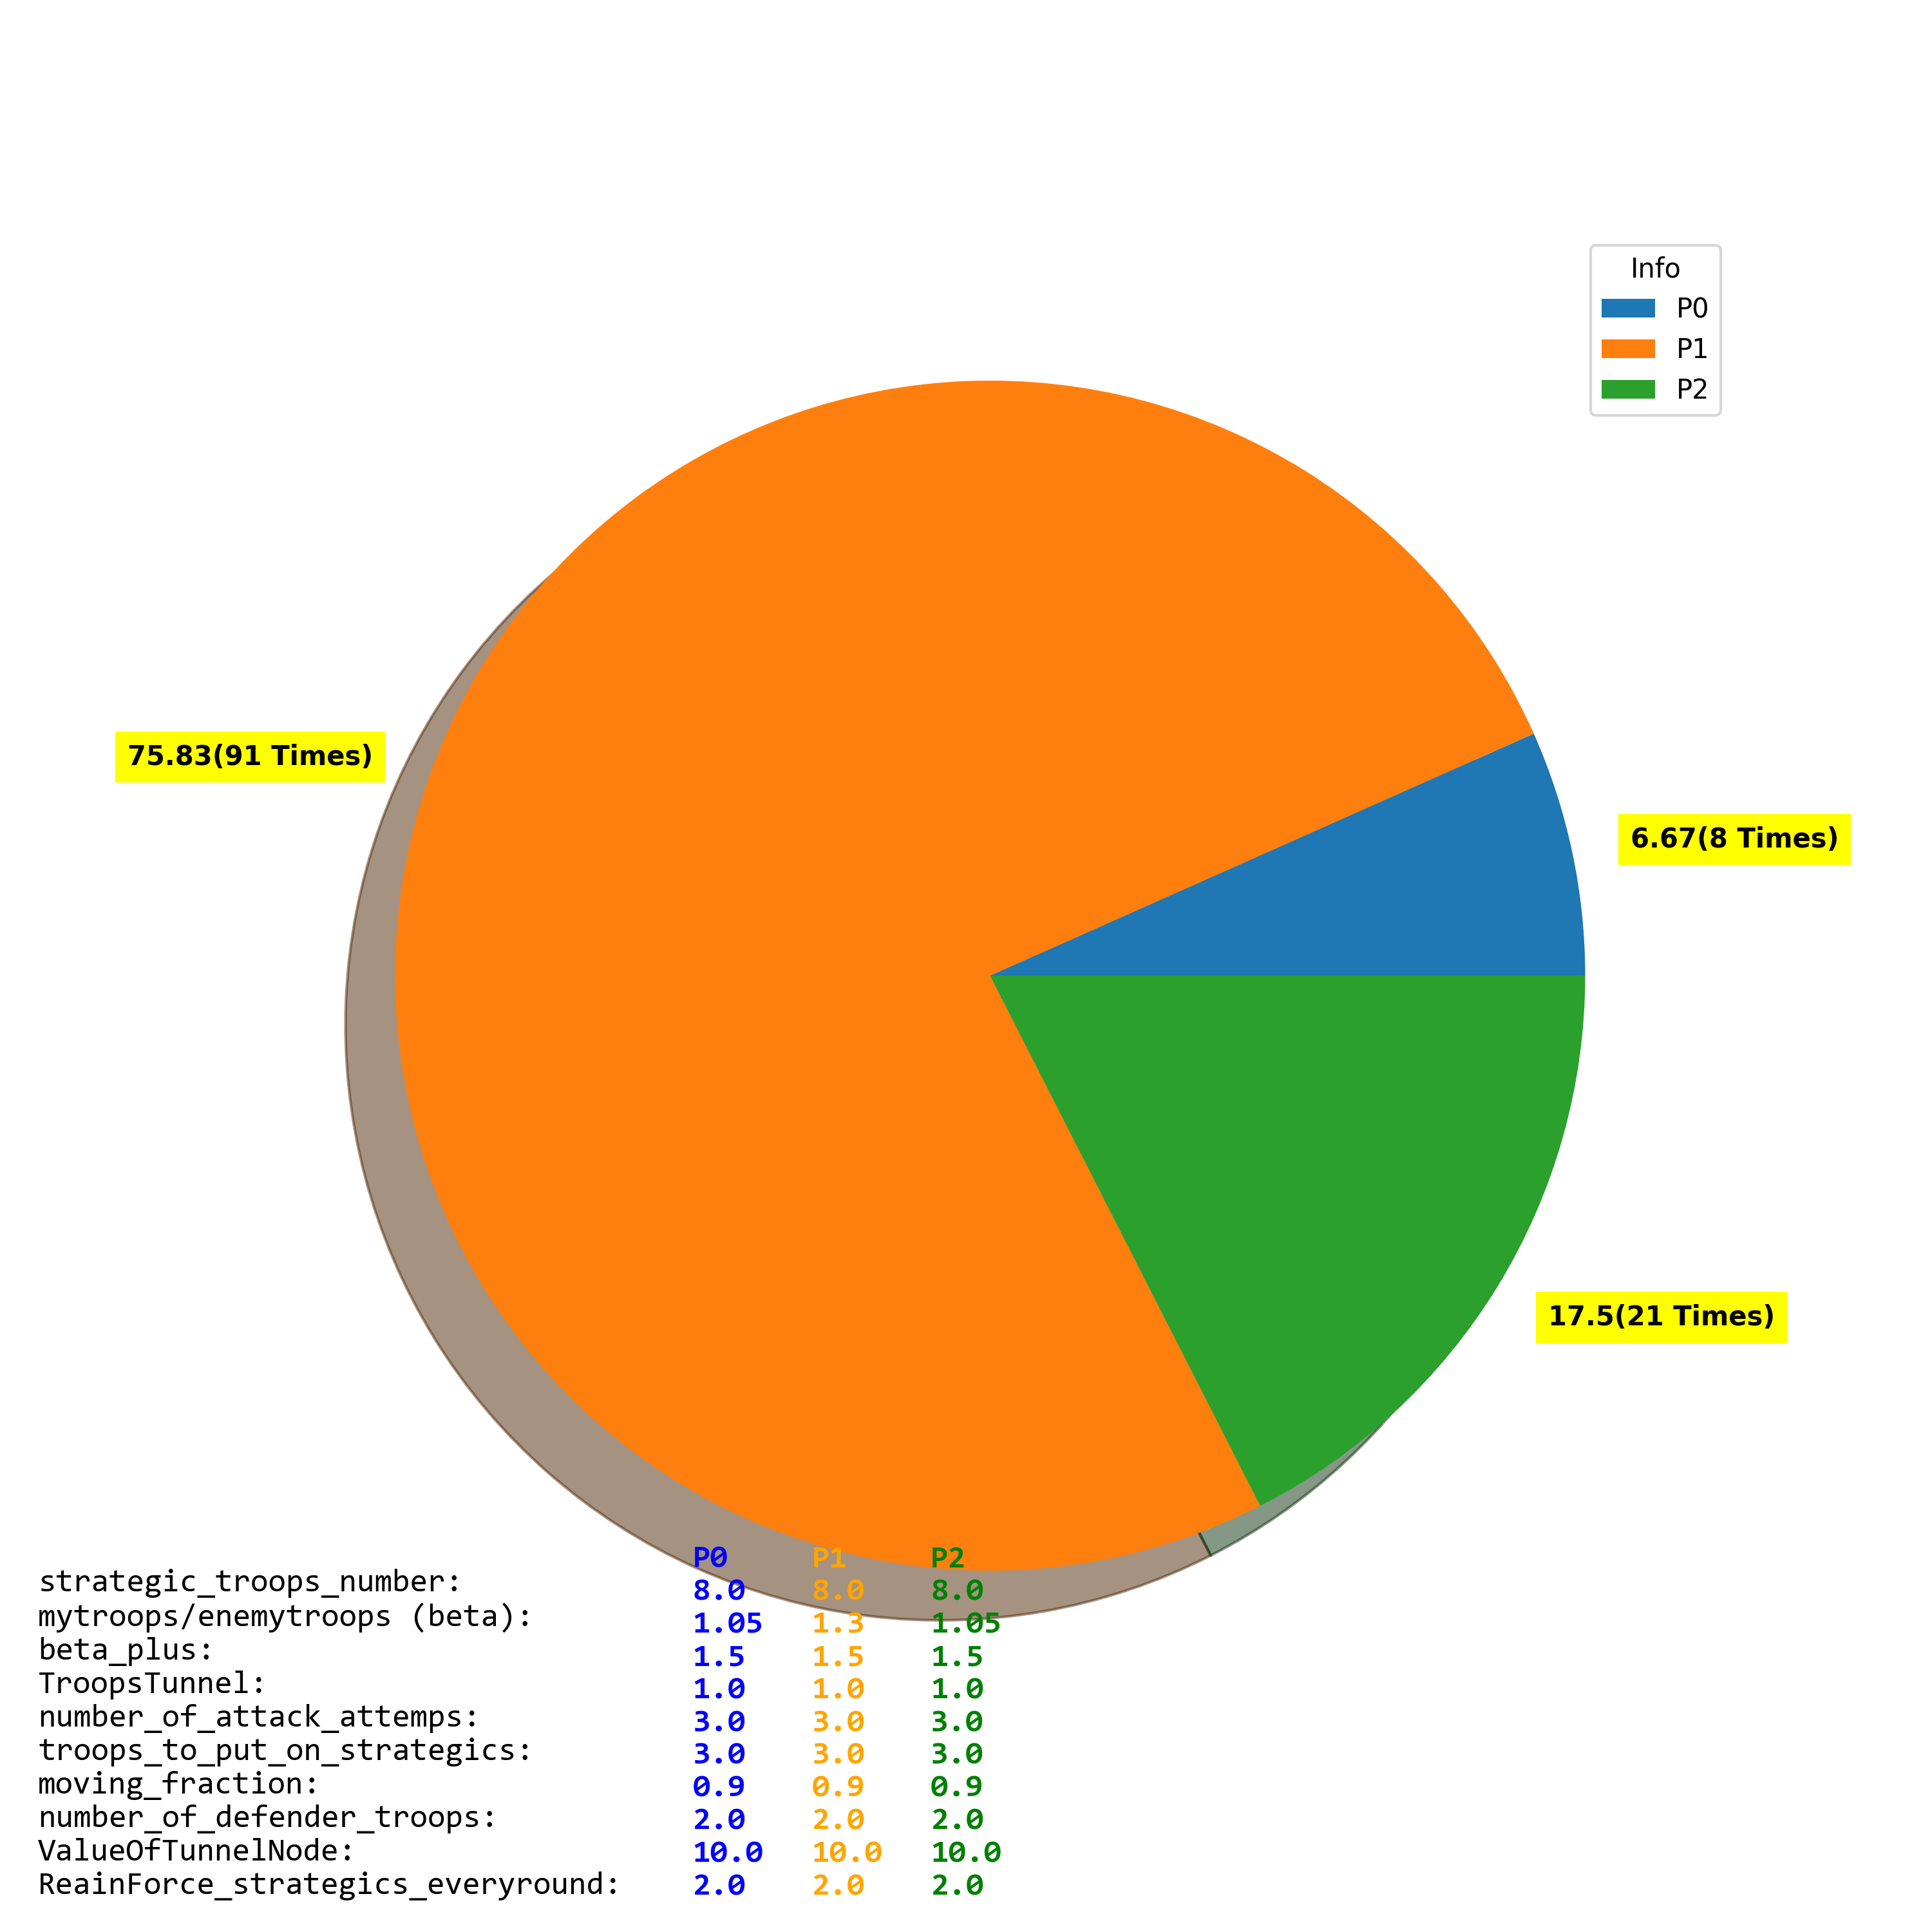 Info
P0
P1
P2
75.83(91 Times)
6.67(8 Times)
17.5(21 Times)
P0 P1 P2
strategic_troops_number: 8.0 8.0 8.0
mytroops/enemytroops (beta): 1.05 1.3 1.05
beta_plus: 1.5 1.5 1.5
TroopsTunnel: 1.0 1.0 1.0
number_of_attack_attemps: 3.0 3.0 3.0
troops_to_put_on_strategics: 3.0 3.0 3.0
moving_fraction: 0.9 0.9 0.9
number_of_defender_troops: 2.0 2.0 2.0
ValueOfTunnelNode: 10.0 10.0 10.0
ReainForce_strategics_everyround: 2.0 2.0 2.0